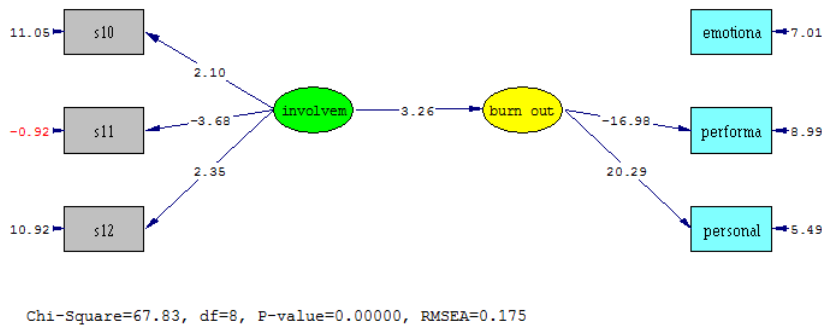 11.05
s10
2.10
-0.92
s11
-3.68
10.92
s12
2.35
involvem
3.26
burn out
emotiona
7.01
-16.98
performa
8.99
20.29
personal
5.49
Chi-Square=67.83, df=8, P-value=0.00000, RMSEA=0.175